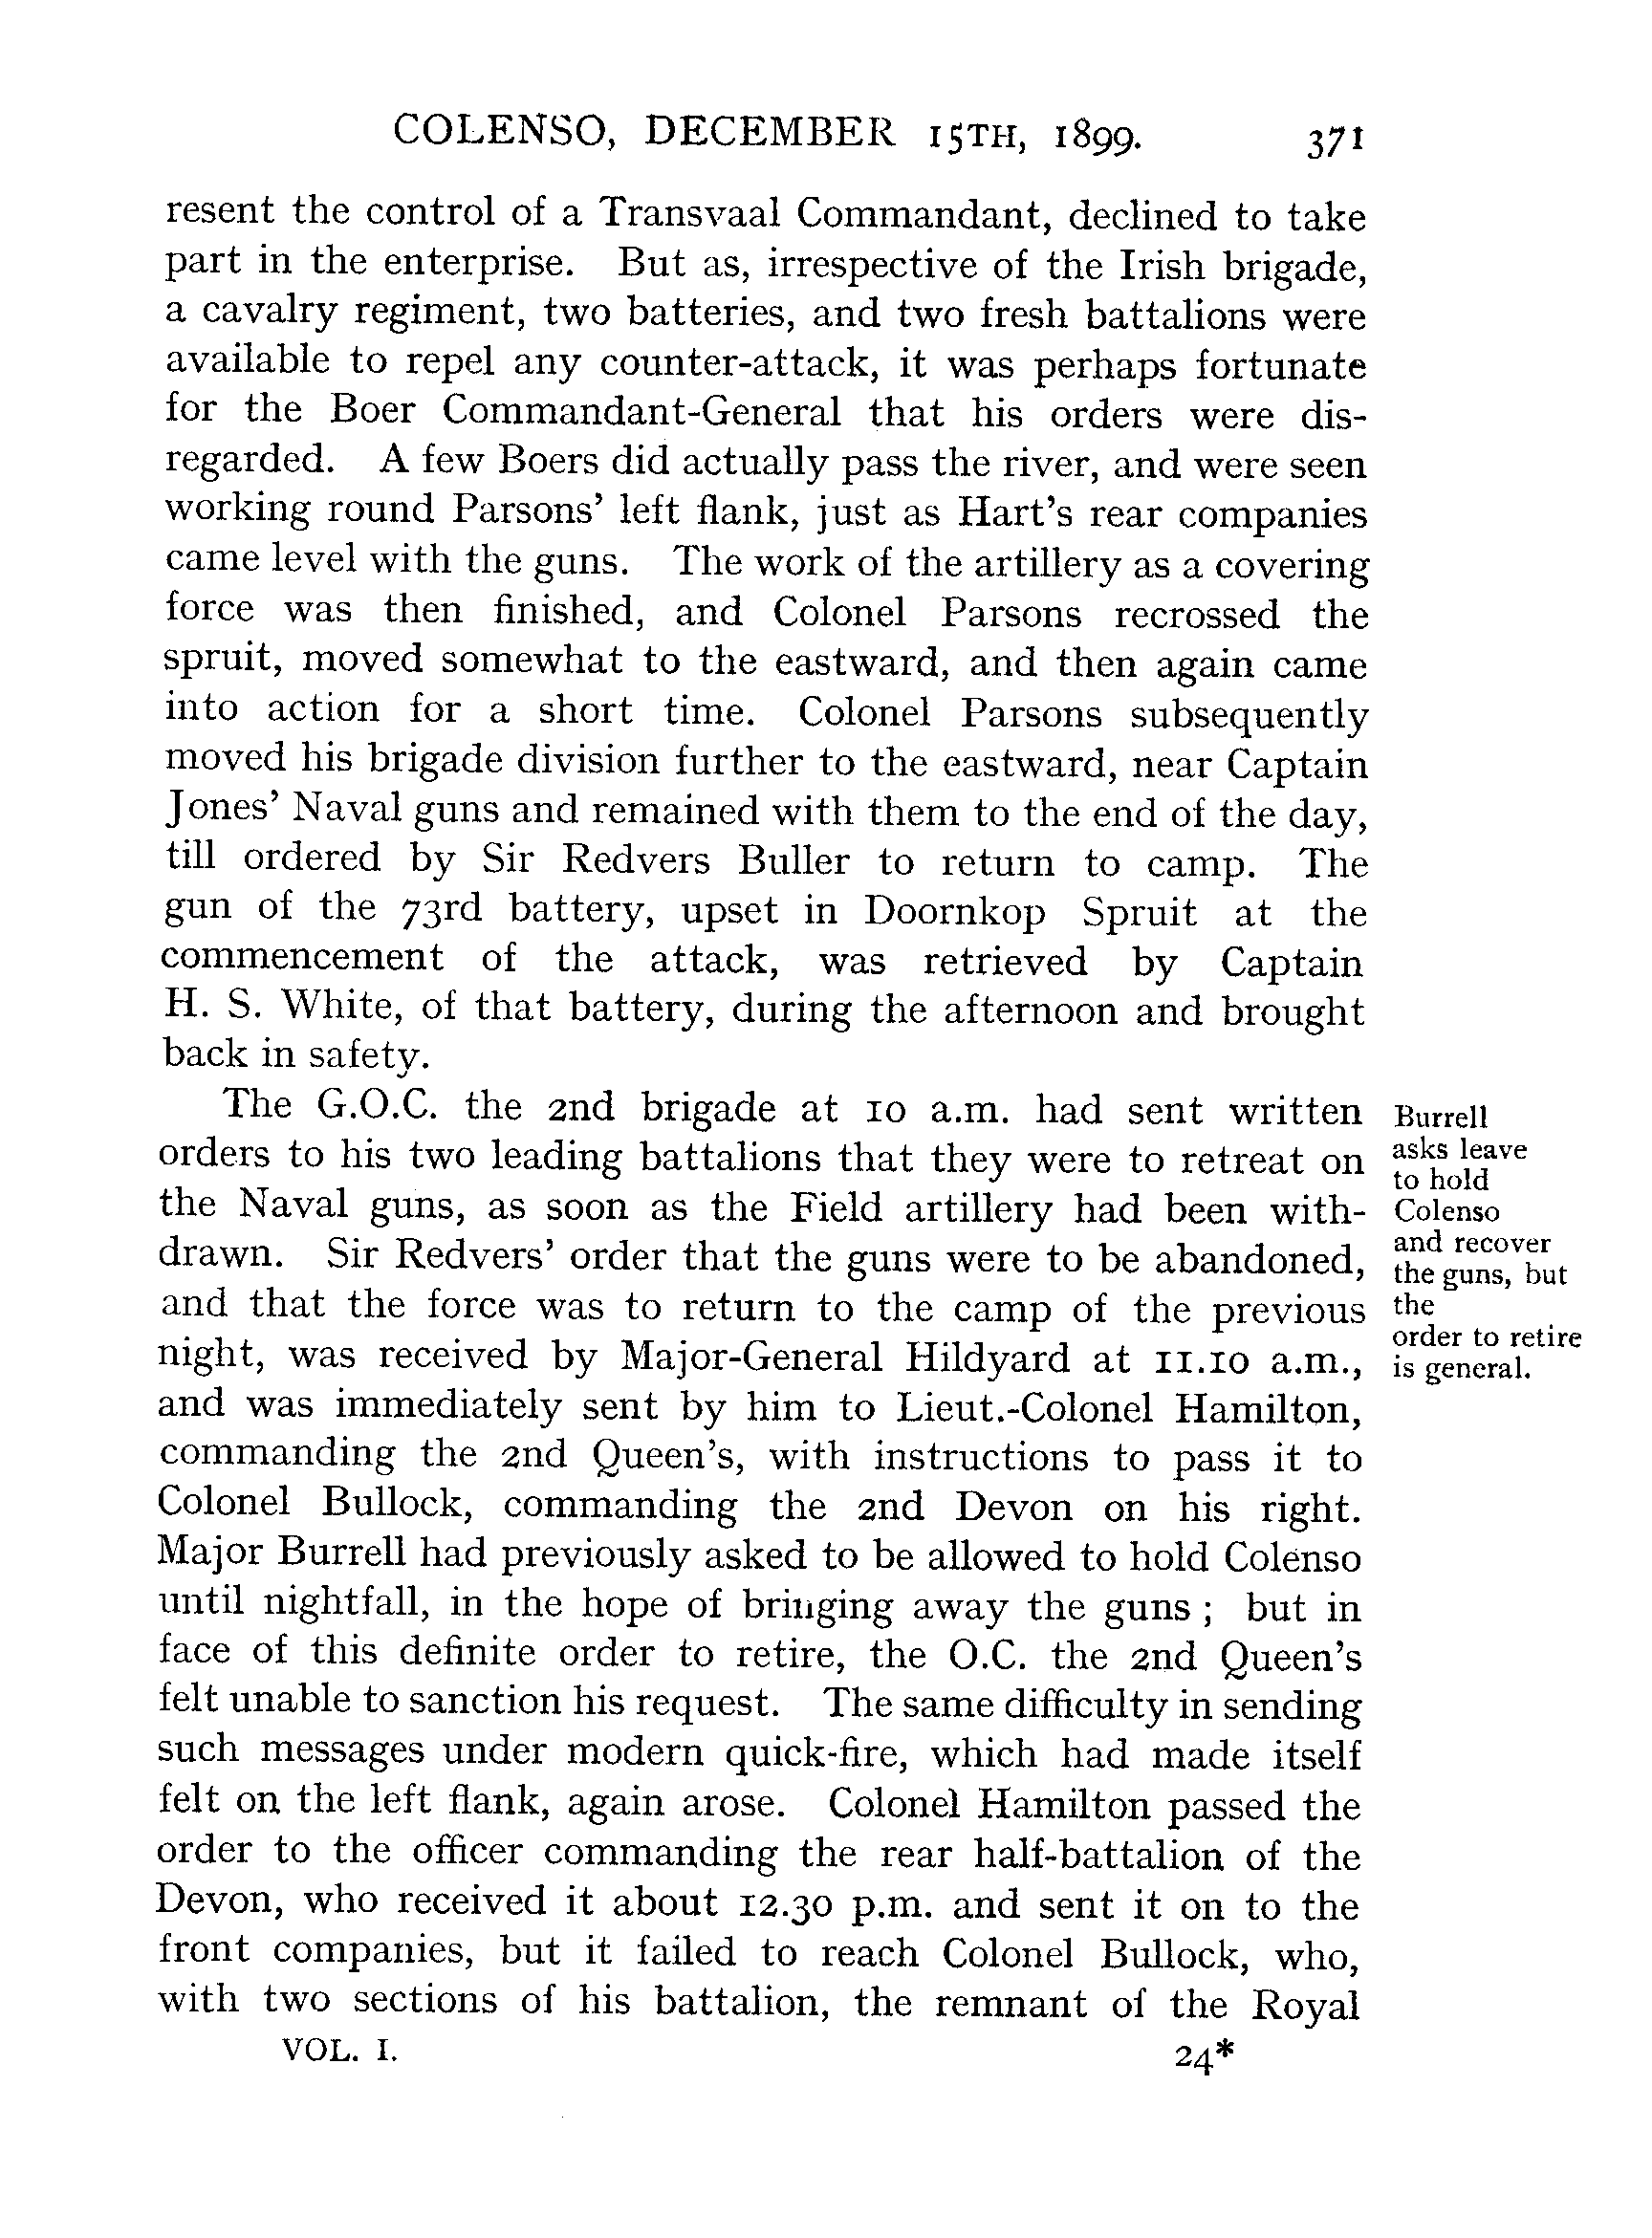 COLENSO, DECEMBER 15TH, 1899. 371
resent the control of a Transvaal Commandant, declined to take
part in the enterprise. But as, irrespective of the Irish brigade,
a cavalry regiment, two batteries, and two fresh battalions were
available to repel any counter-attack, it was perhaps fortunate
for the Boer Commandant-General that his orders were dis-
regarded. A few Boers did actually pass the river, and were seen
working round Parsons' left flank, just as Hart's rear companies
came level with the guns. The work of the artillery as a covering
force was then finished, and Colonel Parsons recrossed the
spruit, moved somewhat to the eastward, and then again came
into action for a short time. Colonel Parsons subsequently
moved his brigade division further to the eastward, near Captain
Jones' Naval guns and remained with them to the end of the day,
till ordered by Sir Redvers Buller to return to camp. The
gun of the 73rd battery, upset in Doornkop Spruit at the
commencement of the attack, was retrieved by Captain
H. S. White, of that battery, during the afternoon and brought
back in safety.
The G.O.C. the 2nd brigade at 10 a.m. had sent written
orders to his two leading battalions that they were to retreat on
the Naval guns, as soon as the Field artillery had been with-
drawn. Sir Redvers' order that the guns were to be abandoned,
and that the force was to return to the camp of the previous
night, was received by Major-General Hildyard at 11.10 a.m.,
and was immediately sent by him to Lieut.-Colonel Hamilton,
commanding the 2nd Queen's, with instructions to pass it to
Colonel Bullock, commanding the 2nd Devon on his right.
Major Burrell had previously asked to be allowed to hold Colenso
until nightfall, in the hope of bringing away the guns ; but in
face of this definite order to retire, the O.C. the 2nd Queen's
felt unable to sanction his request. The same difficulty in sending
such messages under modern quick-fire, which had made itself
felt on the left flank, again arose. Colonel Hamilton passed the
order to the officer commanding the rear half-battalion of the
Devon, who received it about 12.30 p.m. and sent it on to the
front companies, but it failed to reach Colonel Bullock, who,
with two sections of his battalion, the remnant of the Royal
Burrell
asks leave
to hold
Colenso
and recover
the guns, but
the
order to retire
is general.
VOL. I. 24*